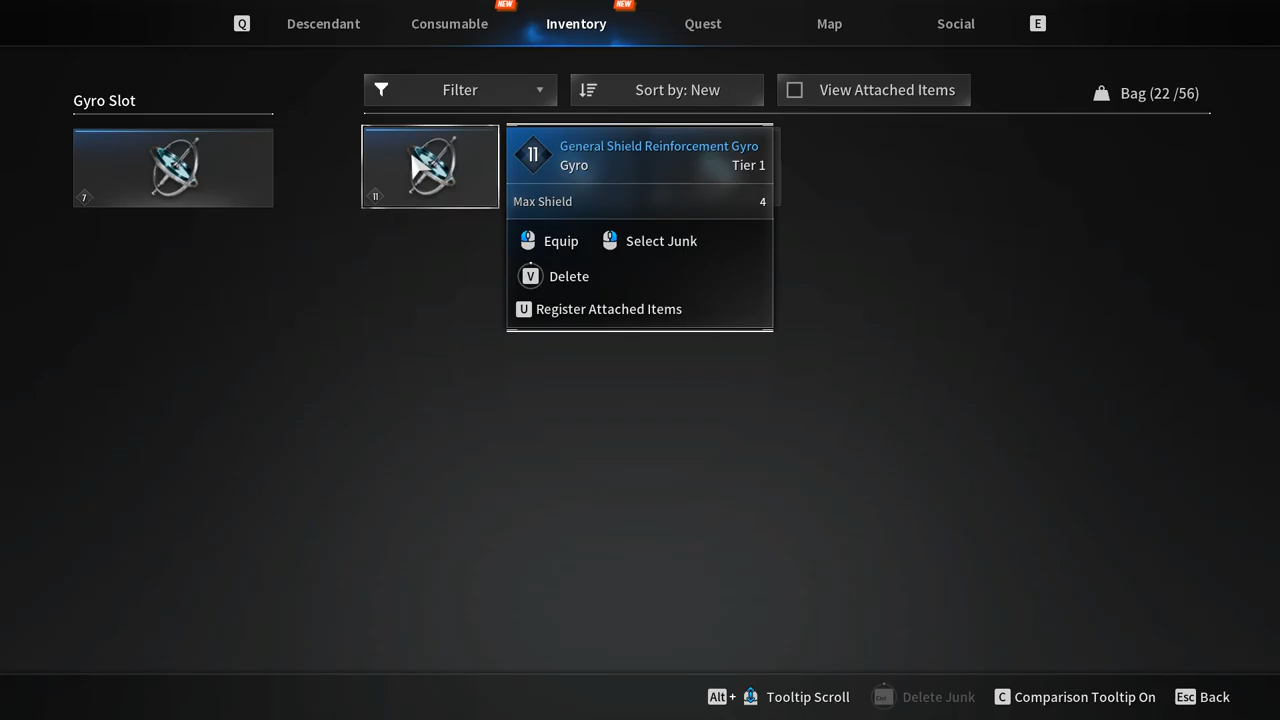 Q
Descendant
NEW
Consumable
NEW
Inventory
Quest
Map
Social
E
Gyro Slot
Filter
Sort by: New
View Attached Items
Bag (22 /56)
7
11
11
General Shield Reinforcement Gyro
Gyro
Tier 1
Max Shield
4
Equip
Select Junk
V Delete
U Register Attached Items
Alt + Tooltip Scroll
Delete Junk
C Comparison Tooltip On
Esc Back